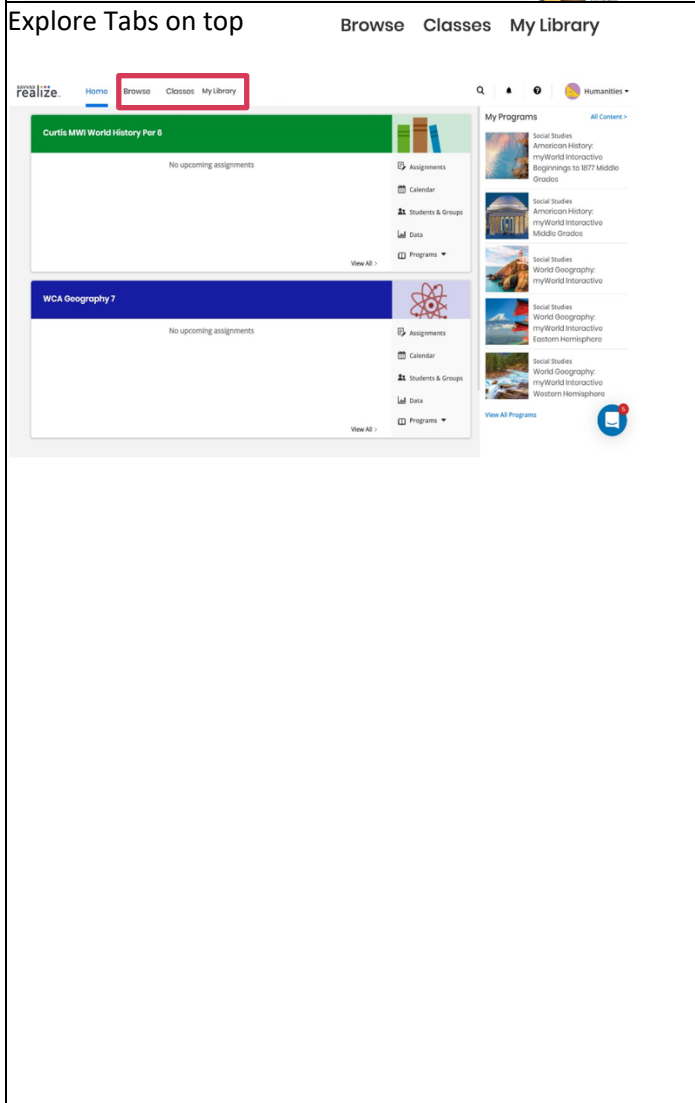 Explore Tabs on top
Browse Classes My Library
savvas
realize.
Home Browse Classes My Library
Humanities
Curtis MWI World History Per 6
No upcoming assignments
Assignments
Calendar
Students & Groups
Data
Programs
View All >
WCA Geography 7
No upcoming assignments
Assignments
Calendar
Students & Groups
Data
Programs
View All >
My Programs All Content >
Social Studies
American History:
myWorld Interactive
Beginnings to 1877 Middle
Grades
Social Studies
American History:
myWorld Interactive
Middle Grades
Social Studies
World Geography:
myWorld Interactive
Social Studies
World Geography:
myWorld Interactive
Eastern Hemisphere
Social Studies
World Geography:
myWorld Interactive
Western Hemisphere
View All Programs
5